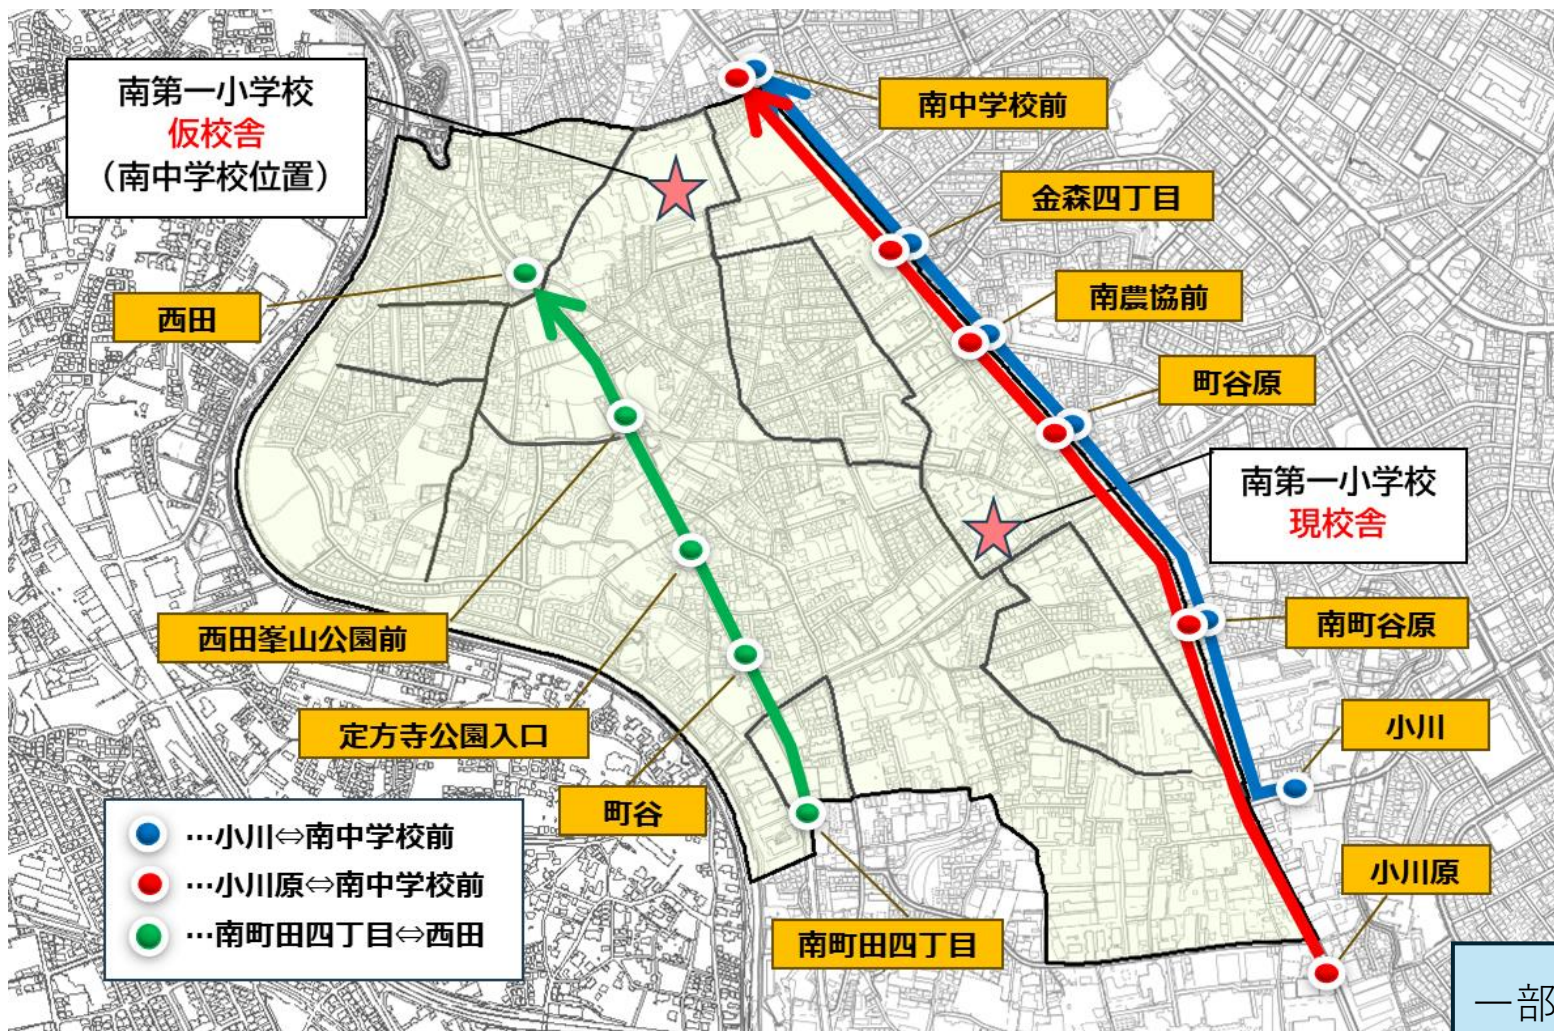 南第一小学校
仮校舎
（南中学校位置）
南中学校前
金森四丁目
南農協前
町谷原
西田
南第一小学校
現校舎
南町谷原
西田峯山公園前
小川
定方寺公園入口
町谷
小川原
南町田四丁目
…小川⇔南中学校前
…小川原⇔南中学校前
…南町田四丁目⇔西田
一部